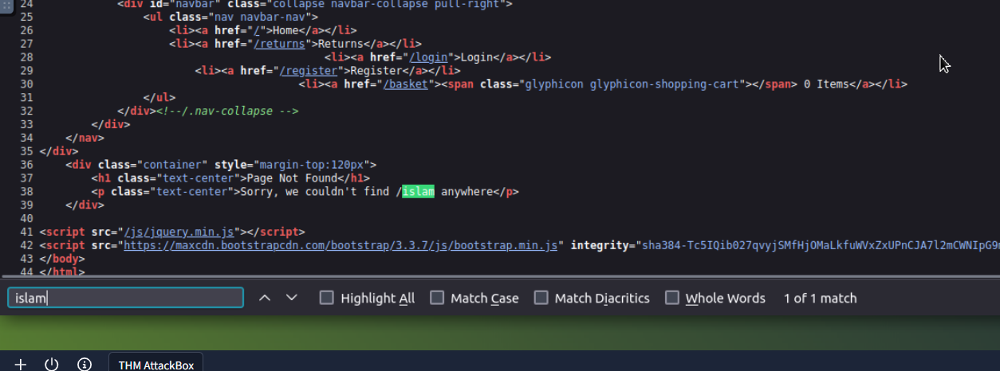 24 <div id="navbar" class="collapse navbar-collapse pull-right">
25 <ul class="nav navbar-nav">
26 <li><a href="/">Home</a></li>
27 <li><a href="/returns">Returns</a></li>
28 <li><a href="/login">Login</a></li>
29 <li><a href="/register">Register</a></li>
30 <li><a href="/basket"><span class="glyphicon glyphicon-shopping-cart"></span> 0 Items</a></li>
31 </ul>
32 </div><!--/.nav-collapse -->
33 </div>
34 </nav>
35 </div>
36 <div class="container" style="margin-top:120px">
37 <h1 class="text-center">Page Not Found</h1>
38 <p class="text-center">Sorry, we couldn't find /islam anywhere</p>
39 </div>
40
41 <script src="/js/jquery.min.js"></script>
42 <script src="https://maxcdn.bootstrapcdn.com/bootstrap/3.3.7/js/bootstrap.min.js" integrity="sha384-Tc5IQib027qvyjSMfHjOMaLkfuWVxZxUPnCJA7l2mCWNIpG9
43 </body>
44 </html>
islam Highlight All Match Case Match Diacritics Whole Words 1 of 1 match
THM AttackBox